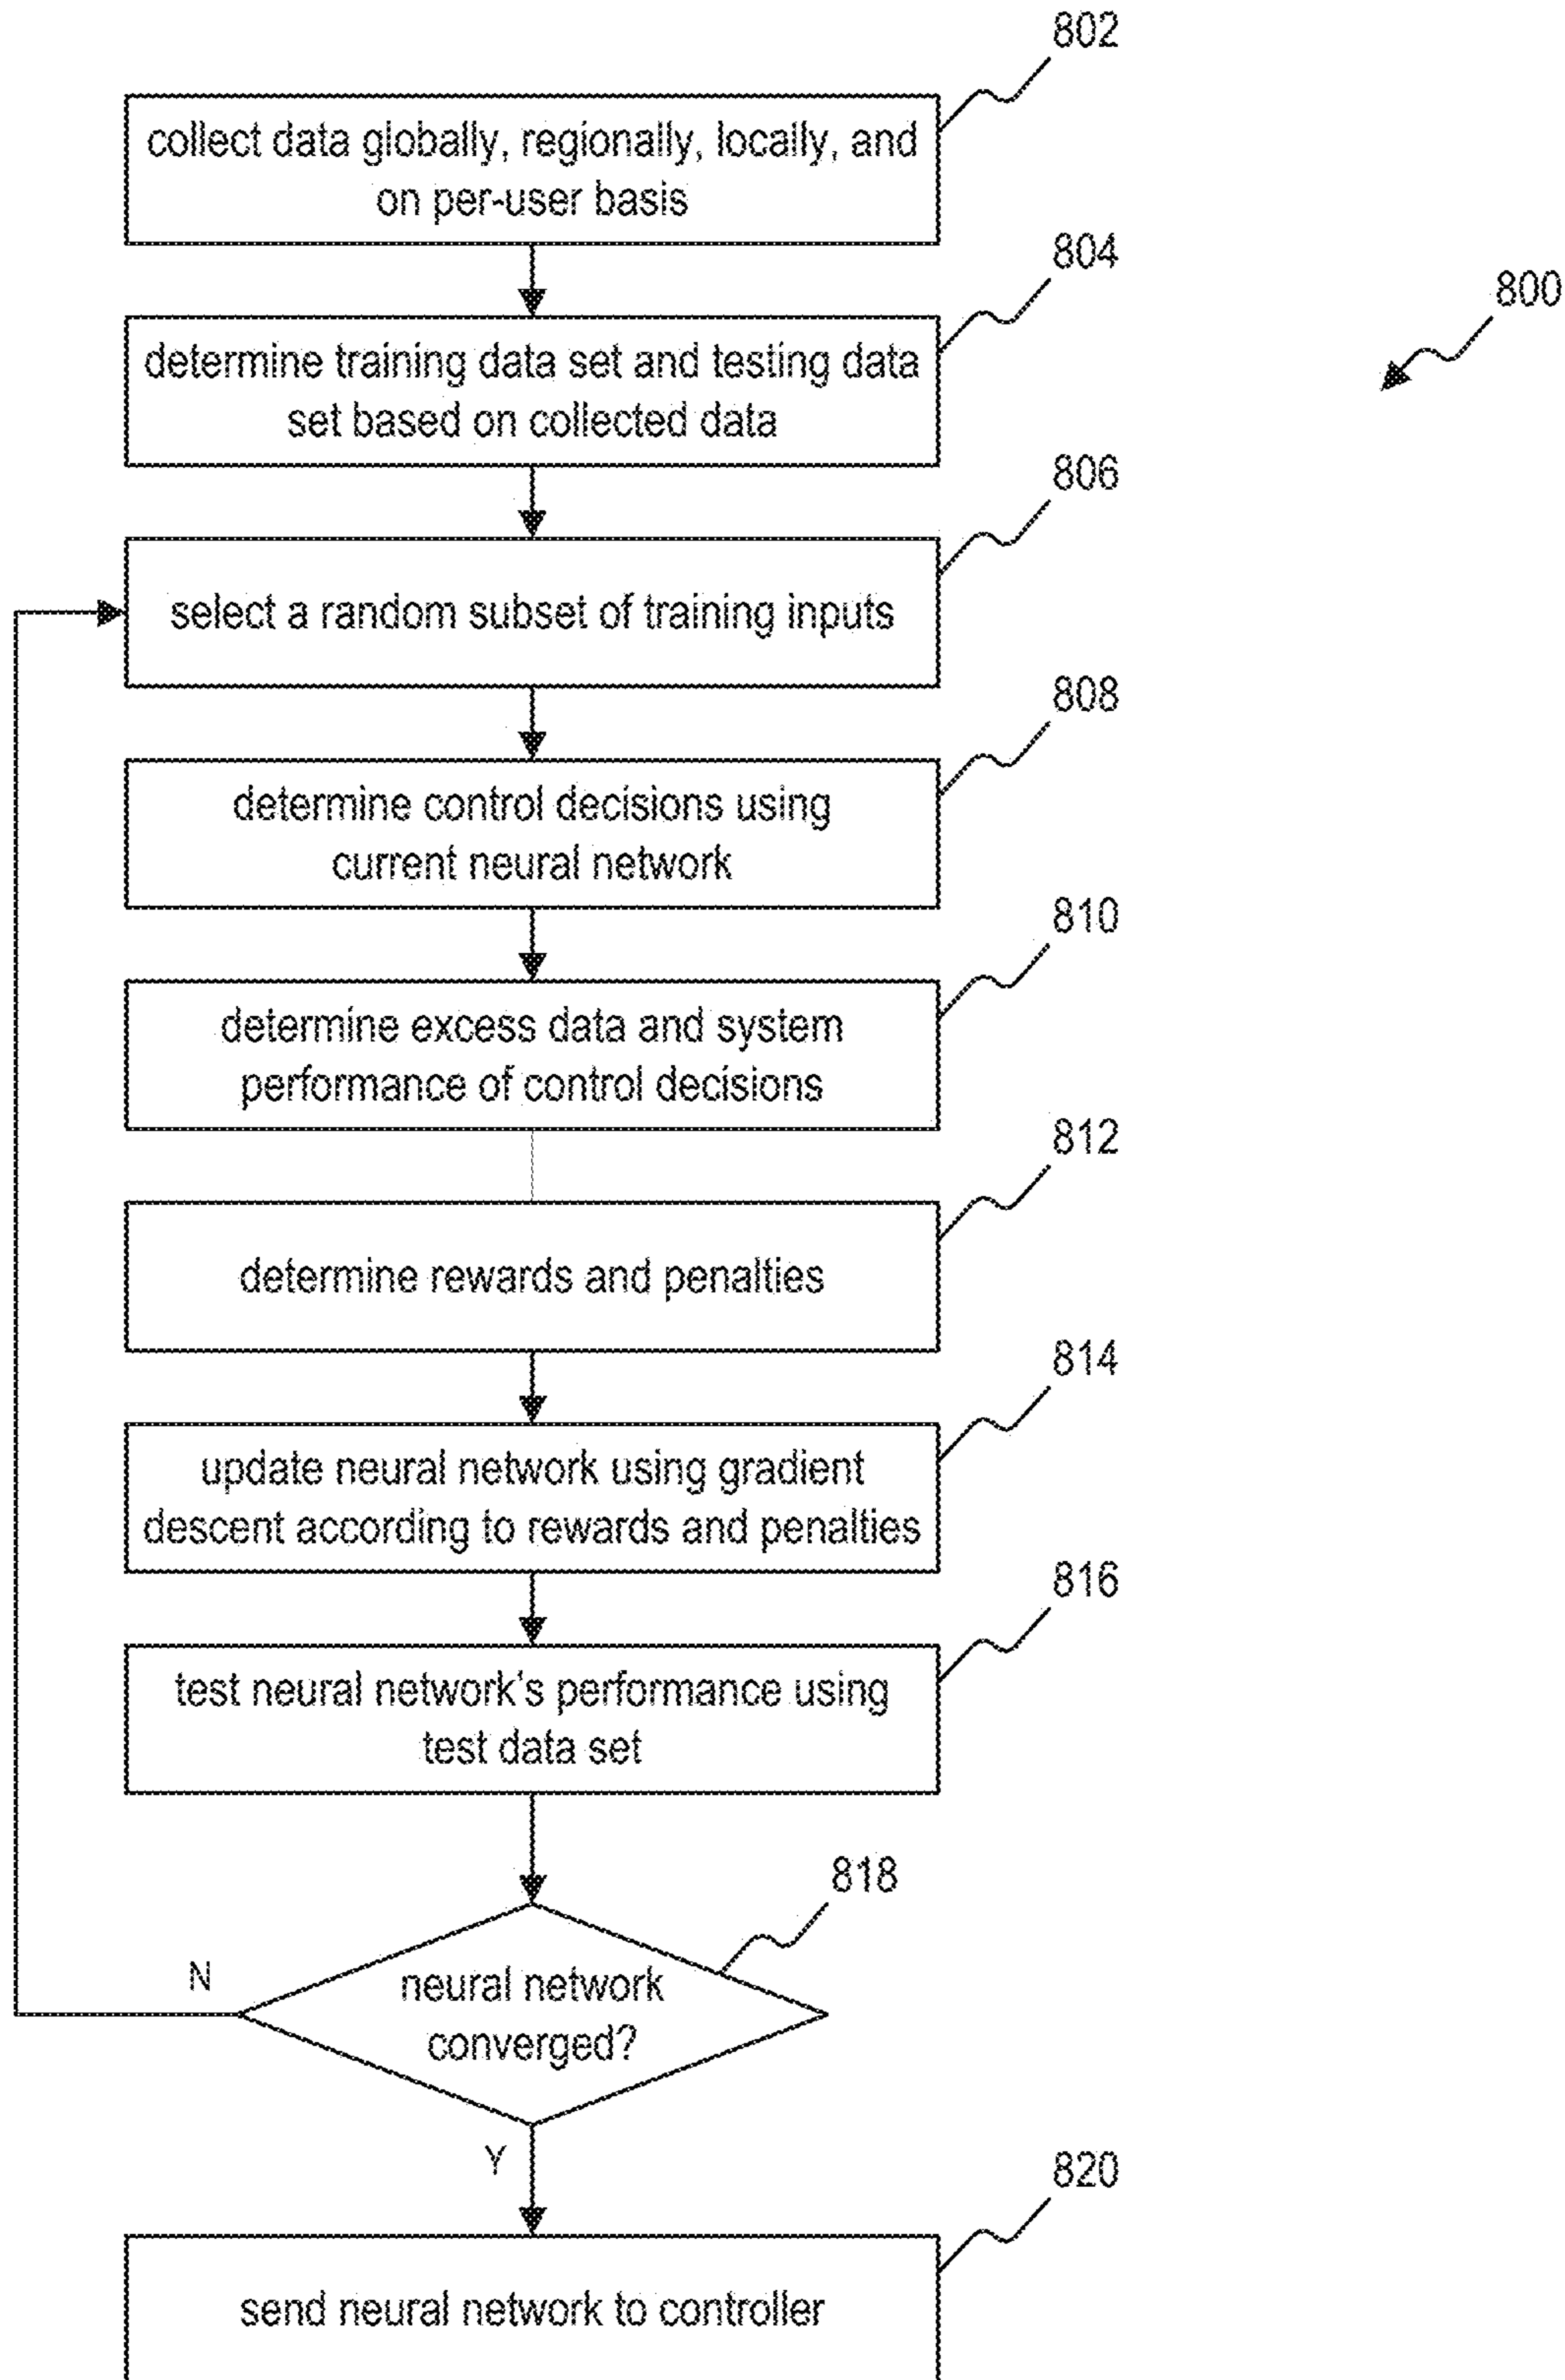 802
collect data globally, regionally, locally, and
on per-user basis
804
800
determine training data set and testing data
set based on collected data
806
select a random subset of training inputs
808
determine control decisions using
current neural network
810
determine excess data and system
performance of control decisions
812
determine rewards and penalties
814
update neural network using gradient
descent according to rewards and penalties
816
test neural network's performance using
test data set
818
N
neural network
converged?
Y
820
send neural network to controller